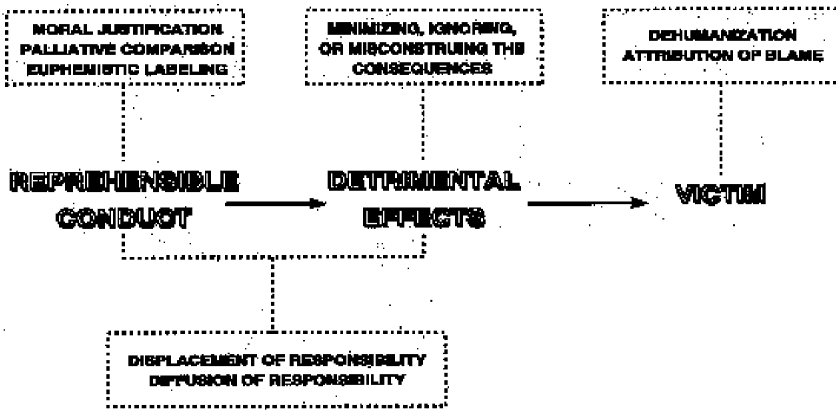 MORAL JUSTIFICATION
PALLIATIVE COMPARISON
EUPHEMISTIC LABELING
MINIMIZING, IGNORING,
OR MISCONSTRUING THE
CONSEQUENCES
DEHUMANIZATION
ATTRIBUTION OF BLAME
REPREHENSIBLE
CONDUCT
DETRIMENTAL
EFFECTS
VICTIM
DISPLACEMENT OF RESPONSIBILITY
DIFFUSION OF RESPONSIBILITY